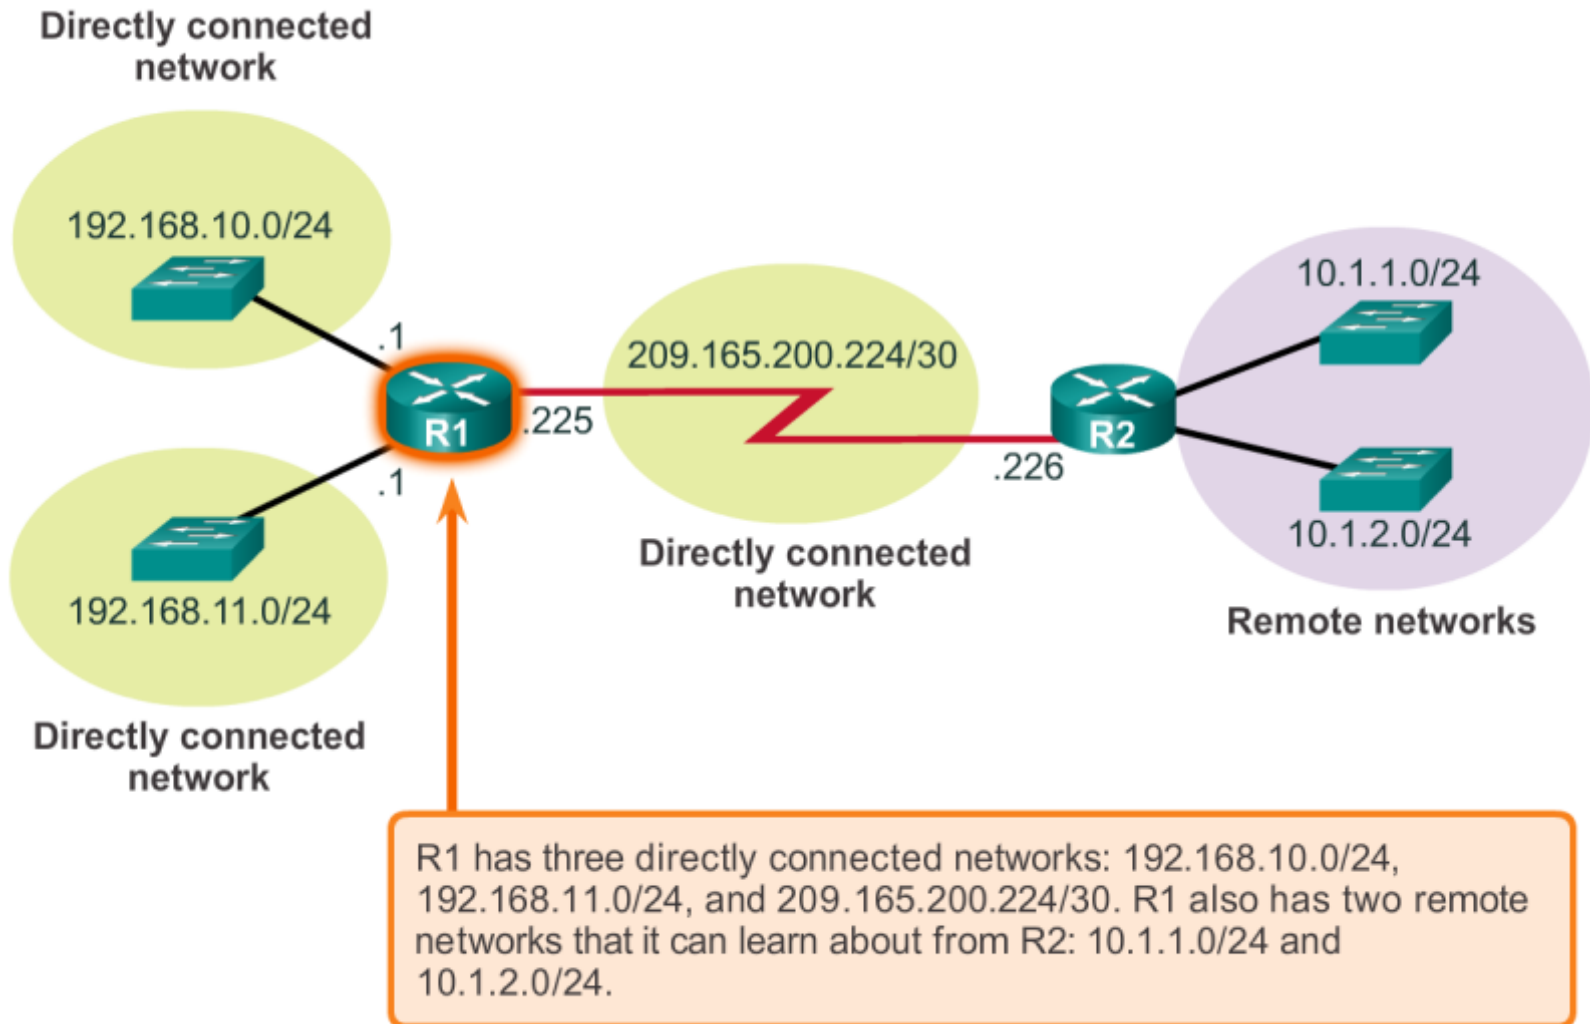 Directly connected
network
192.168.10.0/24
.1
R1
.225
.1
192.168.11.0/24
Directly connected
network
209.165.200.224/30
Directly connected
network
.226
R2
10.1.1.0/24
10.1.2.0/24
Remote networks
R1 has three directly connected networks: 192.168.10.0/24,
192.168.11.0/24, and 209.165.200.224/30. R1 also has two remote
networks that it can learn about from R2: 10.1.1.0/24 and
10.1.2.0/24.